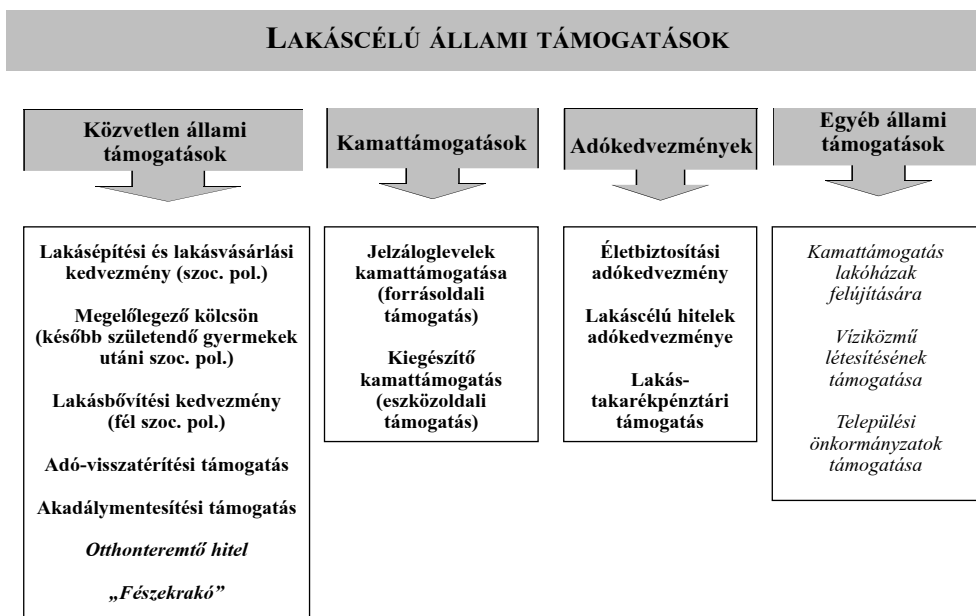 LAKÁSCÉLÚ ÁLLAMI TÁMOGATÁSOK
Közvetlen állami
támogatások
Lakásépítési és lakásvásárlási
kedvezmény (szoc. pol.)
Megelőlegező kölcsön
(később születendő gyermekek
utáni szoc. pol.)
Lakásbővítési kedvezmény
(fél szoc. pol.)
Adó-visszatérítési támogatás
Akadálymentesítési támogatás
Otthonteremtő hitel
„Fészekrakó”
Kamattámogatások
Jelzáloglevelek
kamattámogatása
(forrásoldali
támogatás)
Kiegészítő
kamattámogatás
(eszközoldali
támogatás)
Adókedvezmények
Életbiztosítási
adókedvezmény
Lakáscélú hitelek
adókedvezménye
Lakás-
takarékpénztári
támogatás
Egyéb állami
támogatások
Kamattámogatás
lakóházak
felújítására
Víziközmű
létesítésének
támogatása
Települési
önkormányzatok
támogatása